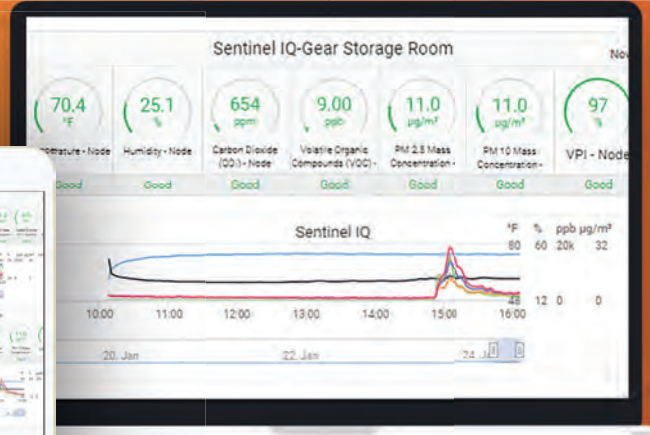 Sentinel IQ-Gear Storage Room
70.4 25.1 654 9.00 11.0 11.0 97
°F % ppm ppb µg/m³ µg/m³ %
Node Humidity - Node Carbon Dioxide Volatile Organic PM 2.5 Mass PM 10 Mass VPI - Node
(CO₂) - Node Compounds (VOC) - Concentration - Concentration -
Good Good Good Good Good Good Good
Sentinel IQ
°F % ppb µg/m³
80 60 20k 32
48 12 0 0
10:00 11:00 12:00 13:00 14:00 15:00 16:00
20. Jan 22. Jan 24.